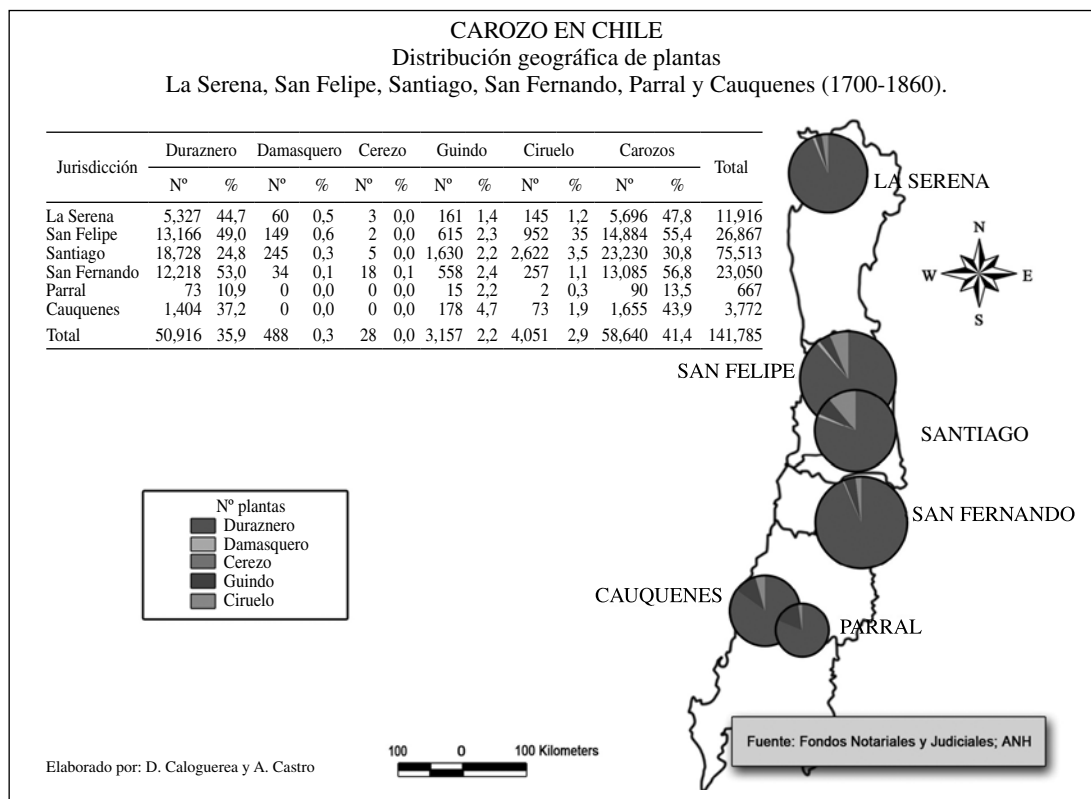 CAROZO EN CHILE
Distribución geográfica de plantas
La Serena, San Felipe, Santiago, San Fernando, Parral y Cauquenes (1700-1860).
Jurisdicción Duraznero Damasquero Cerezo Guindo Ciruelo Carozos Total
Nº % Nº % Nº % Nº % Nº % Nº %
La Serena 5,327 44,7 60 0,5 3 0,0 161 1,4 145 1,2 5,696 47,8 11,916
San Felipe 13,166 49,0 149 0,6 2 0,0 615 2,3 952 35 14,884 55,4 26,867
Santiago 18,728 24,8 245 0,3 5 0,0 1,630 2,2 2,622 3,5 23,230 30,8 75,513
San Fernando 12,218 53,0 34 0,1 18 0,1 558 2,4 257 1,1 13,085 56,8 23,050
Parral 73 10,9 0 0,0 0 0,0 15 2,2 2 0,3 90 13,5 667
Cauquenes 1,404 37,2 0 0,0 0 0,0 178 4,7 73 1,9 1,655 43,9 3,772
Total 50,916 35,9 488 0,3 28 0,0 3,157 2,2 4,051 2,9 58,640 41,4 141,785
LA SERENA
N
W E
S
SAN FELIPE
SANTIAGO
SAN FERNANDO
CAUQUENES
PARRAL
Nº plantas
Duraznero
Damasquero
Cerezo
Guindo
Ciruelo
Elaborado por: D. Caloguerea y A. Castro
100 0 100 Kilometers
Fuente: Fondos Notariales y Judiciales; ANH